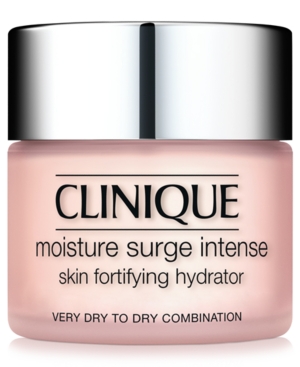 CLINIQUE
moisture surge intense
skin fortifying hydrator
VERY DRY TO DRY COMBINATION